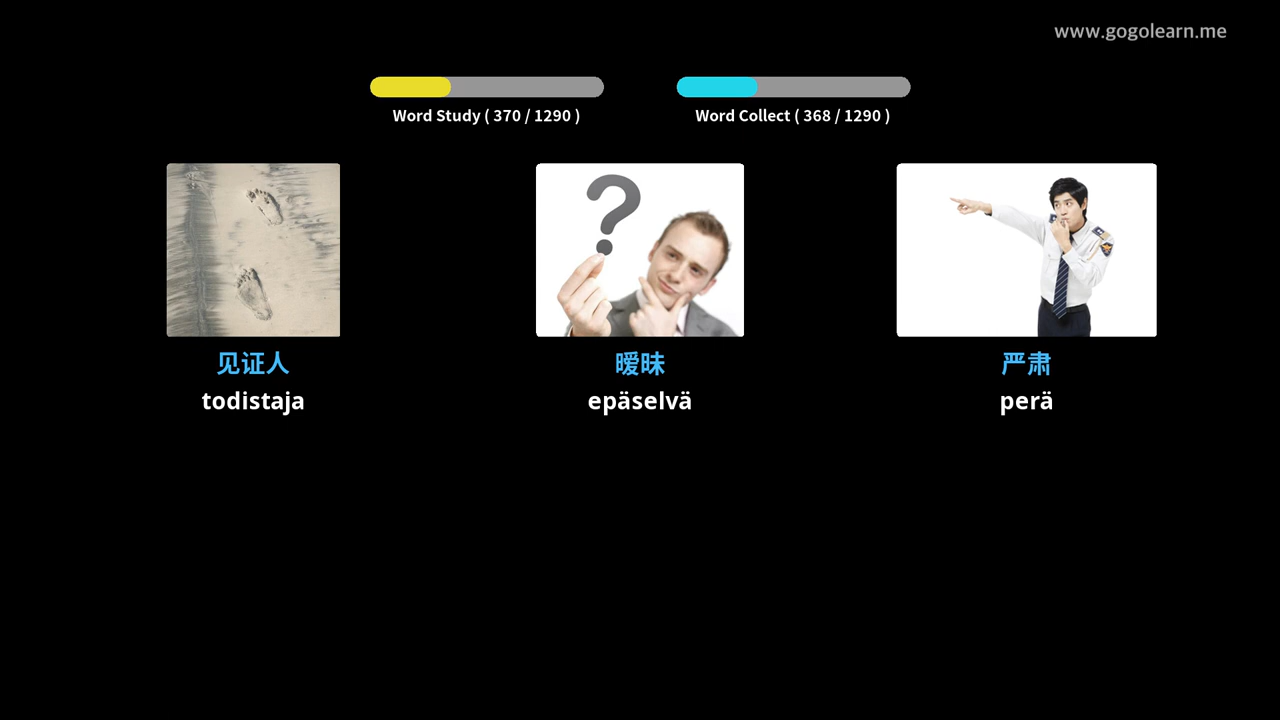 www.gogolearn.me
Word Study ( 370 / 1290 )
Word Collect ( 368 / 1290 )
见证人
todistaja
暧昧
epäselvä
严肃
perä